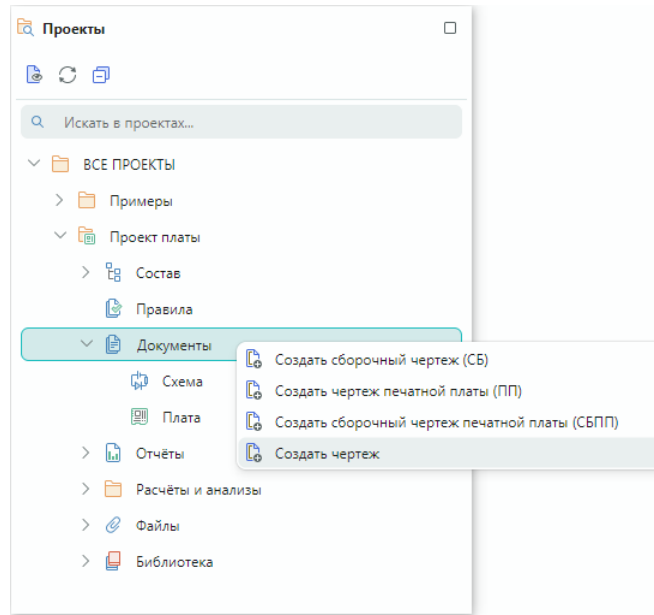 Проекты
Искать в проектах...
ВСЕ ПРОЕКТЫ
Примеры
Проект платы
Состав
Правила
Документы
Создать сборочный чертеж (СБ)
Схема
Создать чертеж печатной платы (ПП)
Плата
Создать сборочный чертеж печатной платы (СБПП)
Отчёты
Создать чертеж
Расчёты и анализы
Файлы
Библиотека